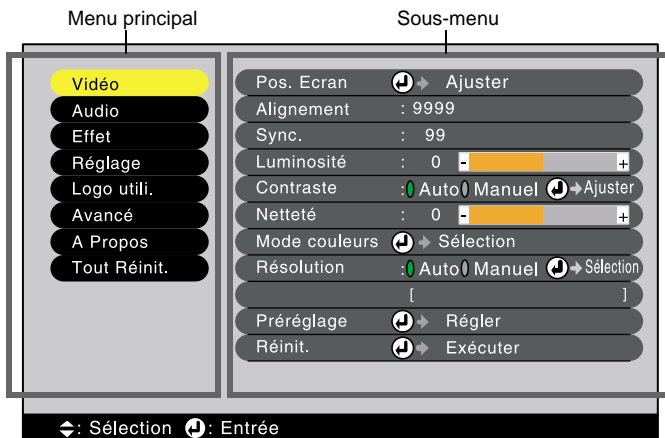 Menu principal
Sous-menu
Vidéo
Audio
Effet
Réglage
Logo utili.
Avancé
A Propos
Tout Réinit.
Pos. Ecran Ajuster
Alignement : 9999
Sync. : 99
Luminosité : 0 - +
Contraste : Auto Manuel Ajuster
Netteté : 0 - +
Mode couleurs Sélection
Résolution : Auto Manuel Sélection
[ ]
Préréglage Régler
Réinit. Exécuter
: Sélection : Entrée